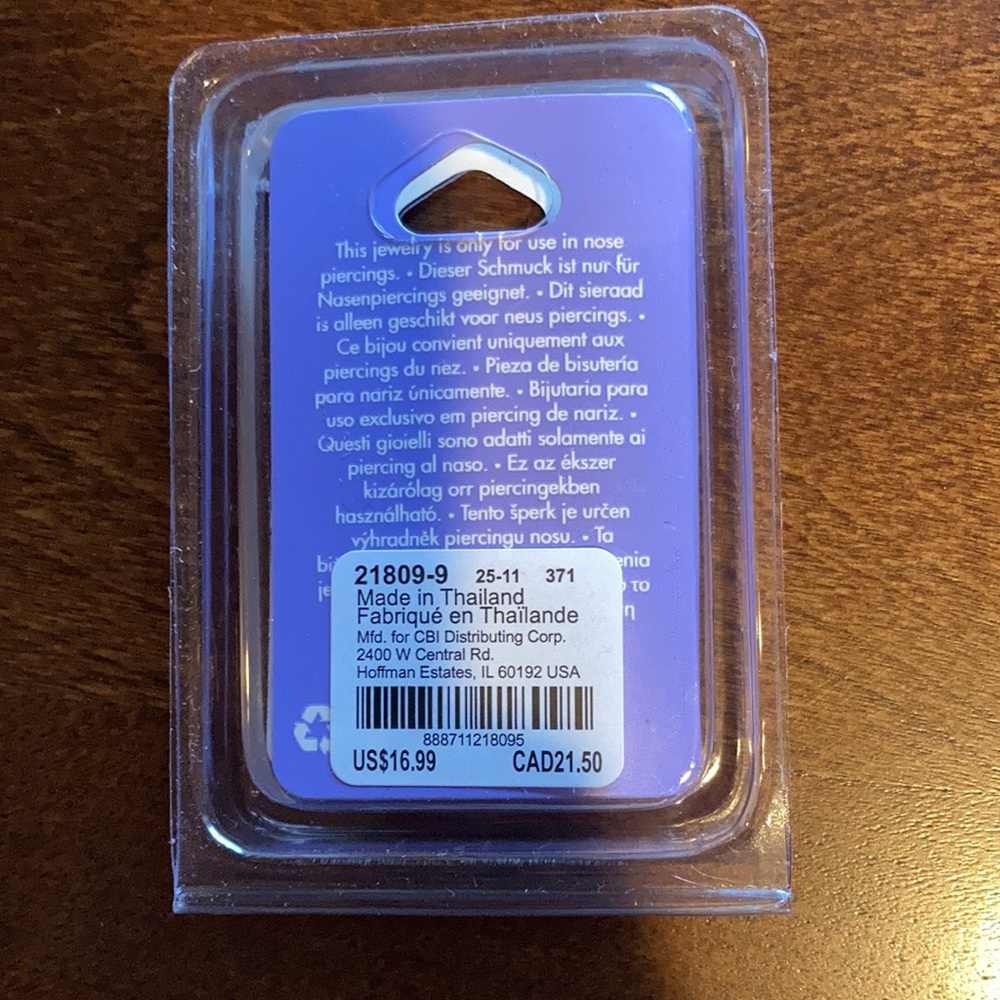 This jewelry is only for use in nose
piercings. • Dieser Schmuck ist nur für
Nasenpiercings geeignet. • Dit sieraad
is alleen geschikt voor neus piercings. •
Ce bijou convient uniquement aux
piercings du nez. • Pieza de bisutería
para nariz únicamente. • Bijutaria para
uso exclusivo em piercing de nariz. •
Questi gioielli sono adatti solamente ai
piercing al naso. • Ez az ékszer
kizárólag orr piercingekben
használható. • Tento šperk je určen
výhradněk piercingu nosu. • Ta
21809-9 25-11 371
Made in Thailand
Fabriqué en Thaïlande
Mfd. for CBI Distributing Corp.
2400 W Central Rd.
Hoffman Estates, IL 60192 USA
888711218095
US$16.99 CAD21.50